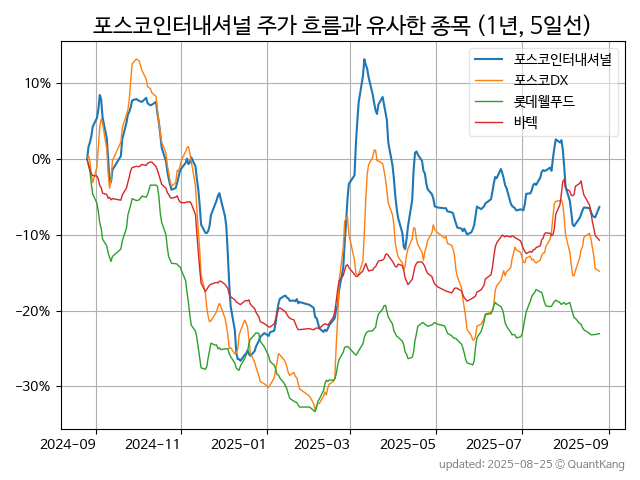 포스코인터내셔널 주가 흐름과 유사한 종목 (1년, 5일선)
포스코인터내셔널
포스코DX
롯데웰푸드
바텍
10%
0%
−10%
−20%
−30%
2024-09 2024-11 2025-01 2025-03 2025-05 2025-07 2025-09
updated: 2025-08-25 © QuantKang